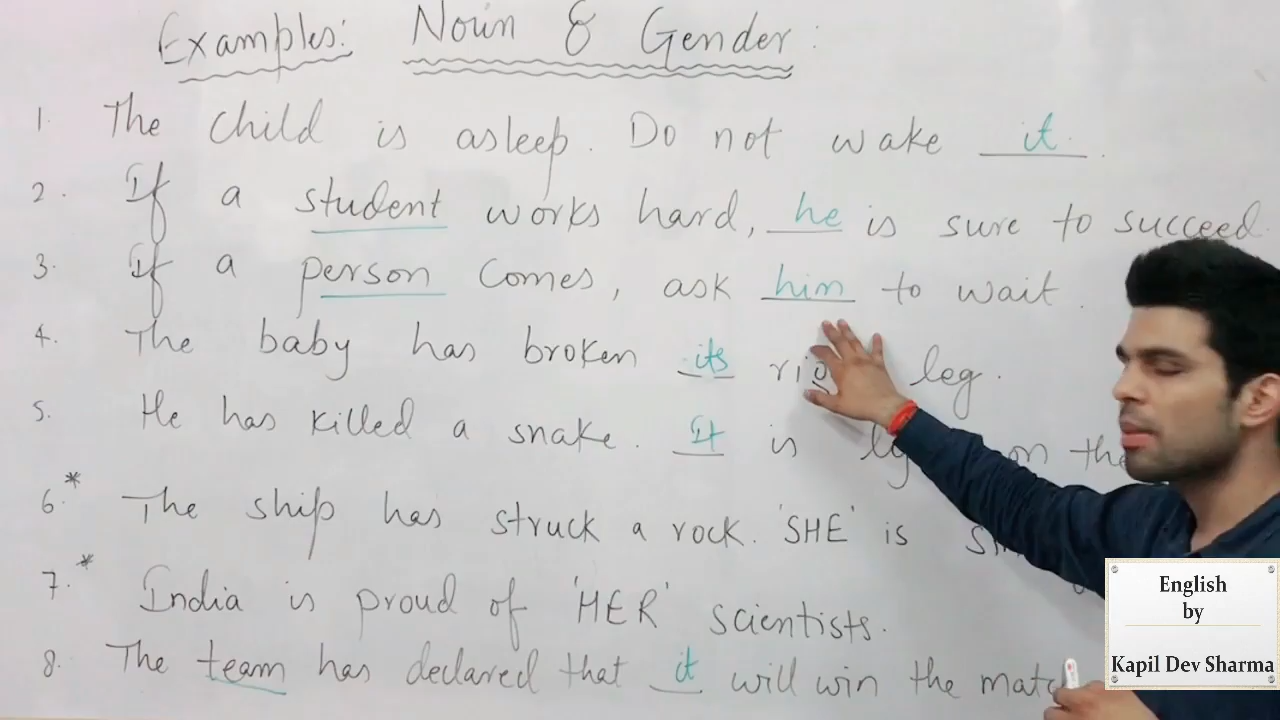 Examples: Noun & Gender:
1. The child is asleep. Do not wake it.
2. If a student works hard, he is sure to succeed.
3. If a person comes, ask him to wait.
4. The baby has broken its leg.
5. He has killed a snake. It is on the
6.* The ship has struck a rock. 'SHE' is
7.* India is proud of 'HER' scientists.
8. The team has declared that it will win the
English
by
Kapil Dev Sharma